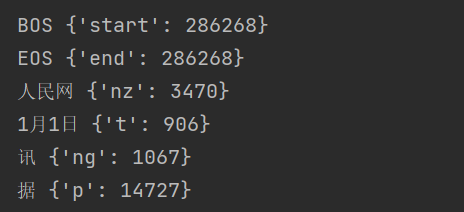 BOS {'start': 286268}
EOS {'end': 286268}
人民网 {'nz': 3470}
1月1日 {'t': 906}
讯 {'ng': 1067}
据 {'p': 14727}